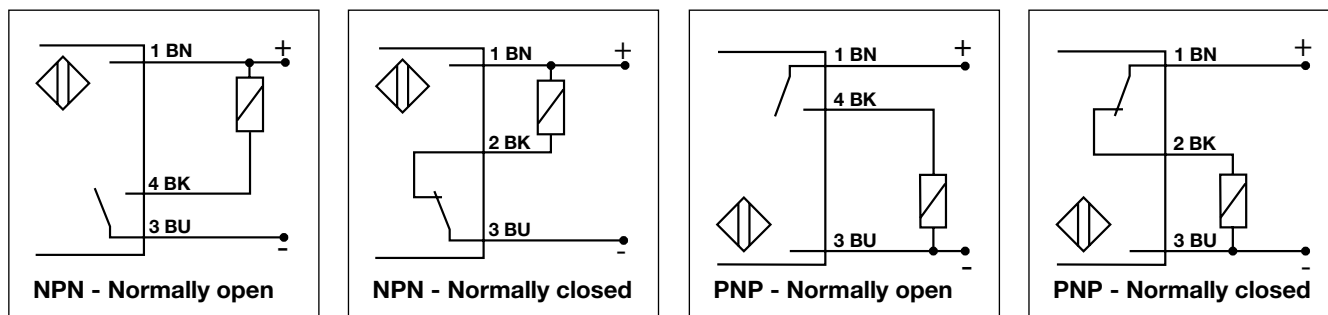 1 BN
+
4 BK
3 BU
-
NPN - Normally open
1 BN
+
2 BK
3 BU
-
NPN - Normally closed
1 BN
+
4 BK
3 BU
-
PNP - Normally open
1 BN
+
2 BK
3 BU
-
PNP - Normally closed